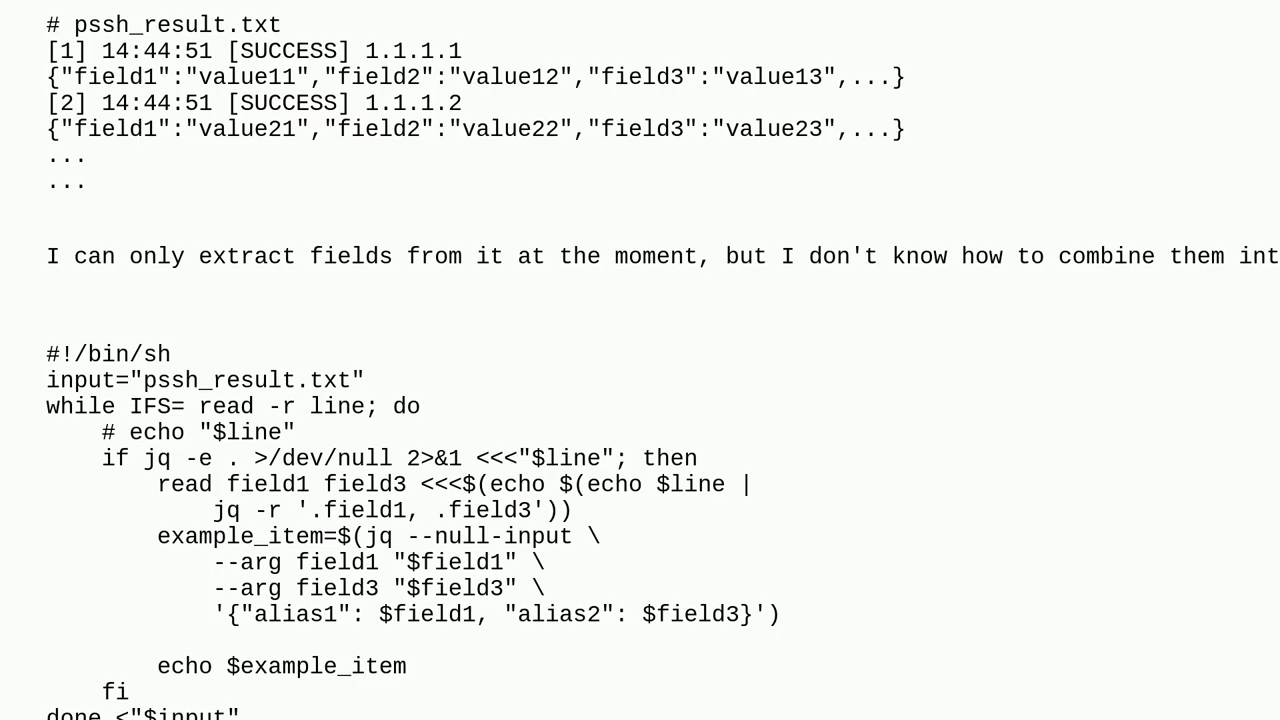 # pssh_result.txt
[1] 14:44:51 [SUCCESS] 1.1.1.1
{"field1":"value11","field2":"value12","field3":"value13",...}
[2] 14:44:51 [SUCCESS] 1.1.1.2
{"field1":"value21","field2":"value22","field3":"value23",...}
...
...
I can only extract fields from it at the moment, but I don't know how to combine them int
#!/bin/sh
input="pssh_result.txt"
while IFS= read -r line; do
    # echo "$line"
    if jq -e . >/dev/null 2>&1 <<<"$line"; then
        read field1 field3 <<<$(echo $(echo $line |
            jq -r '.field1, .field3'))
        example_item=$(jq --null-input \
            --arg field1 "$field1" \
            --arg field3 "$field3" \
            '{"alias1": $field1, "alias2": $field3}')
        echo $example_item
    fi
done <"$input"